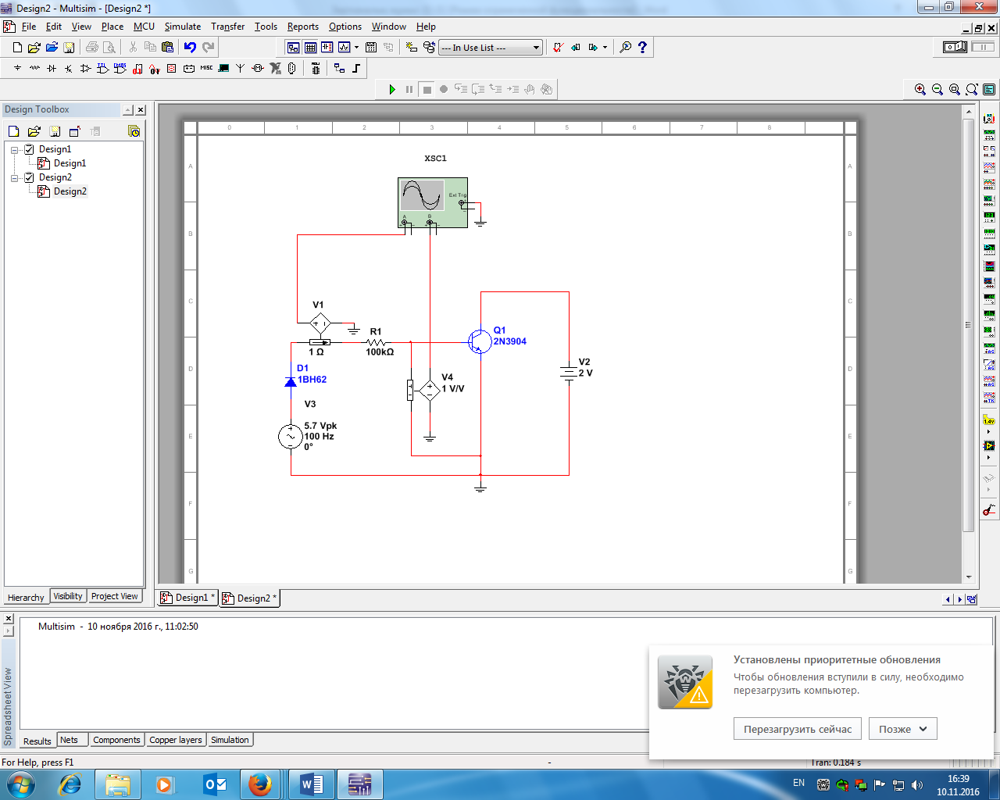 Design2 - Multisim - [Design2 *]
File Edit View Place MCU Simulate Transfer Tools Reports Options Window Help
--- In Use List ---
MISC
Design Toolbox
Design1
Design1
Design2
Design2
Hierarchy Visibility Project View
0 1 2 3 4 5 6 7 8
A A
B B
C C
D D
E E
F F
G G
XSC1
Ext Trig
A B
V1
1 Ω
R1
100kΩ
Q1
2N3904
D1
1BH62
V4
1 V/V
V2
2 V
V3
5.7 Vpk
100 Hz
0°
Design1 * Design2 *
Multisim - 10 ноября 2016 г., 11:02:50
Spreadsheet View
Results Nets Components Copper layers Simulation
Установлены приоритетные обновления
Чтобы обновления вступили в силу, необходимо
перезагрузить компьютер.
Перезагрузить сейчас Позже
For Help, press F1 - Tran: 0.184 s
EN 16:39
10.11.2016